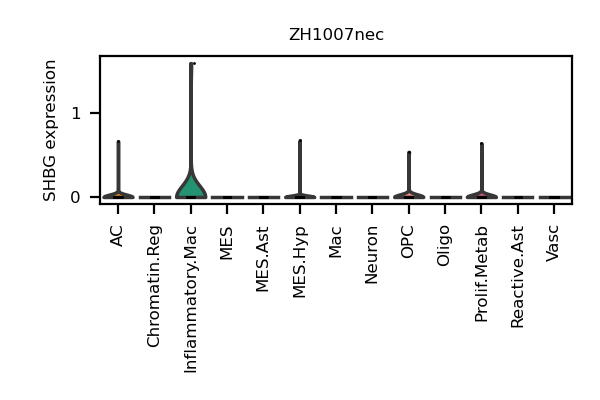 ZH1007nec
SHBG expression
1
0
AC
Chromatin.Reg
Inflammatory.Mac
MES
MES.Ast
MES.Hyp
Mac
Neuron
OPC
Oligo
Prolif.Metab
Reactive.Ast
Vasc